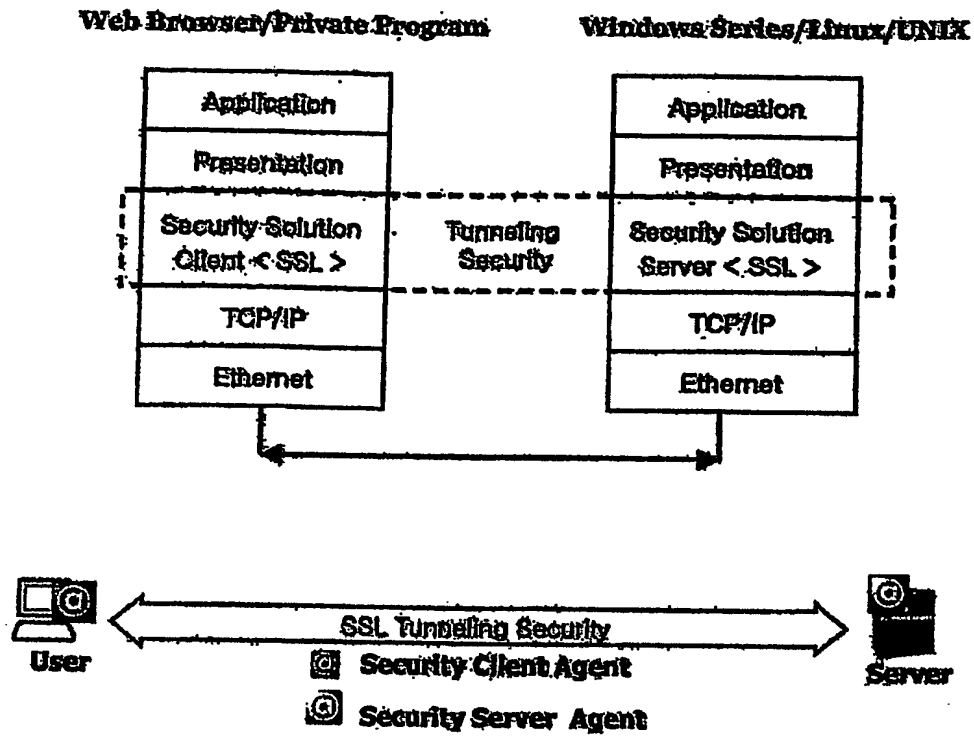 Web Browser/Private Program
Windows Series/Linux/UNIX
Application
Presentation
Security Solution
Client < SSL >
TCP/IP
Ethernet
Tunneling
Security
Application
Presentation
Security Solution
Server < SSL >
TCP/IP
Ethernet
SSL Tunneling Security
User
Server
@ Security Client Agent
@ Security Server Agent